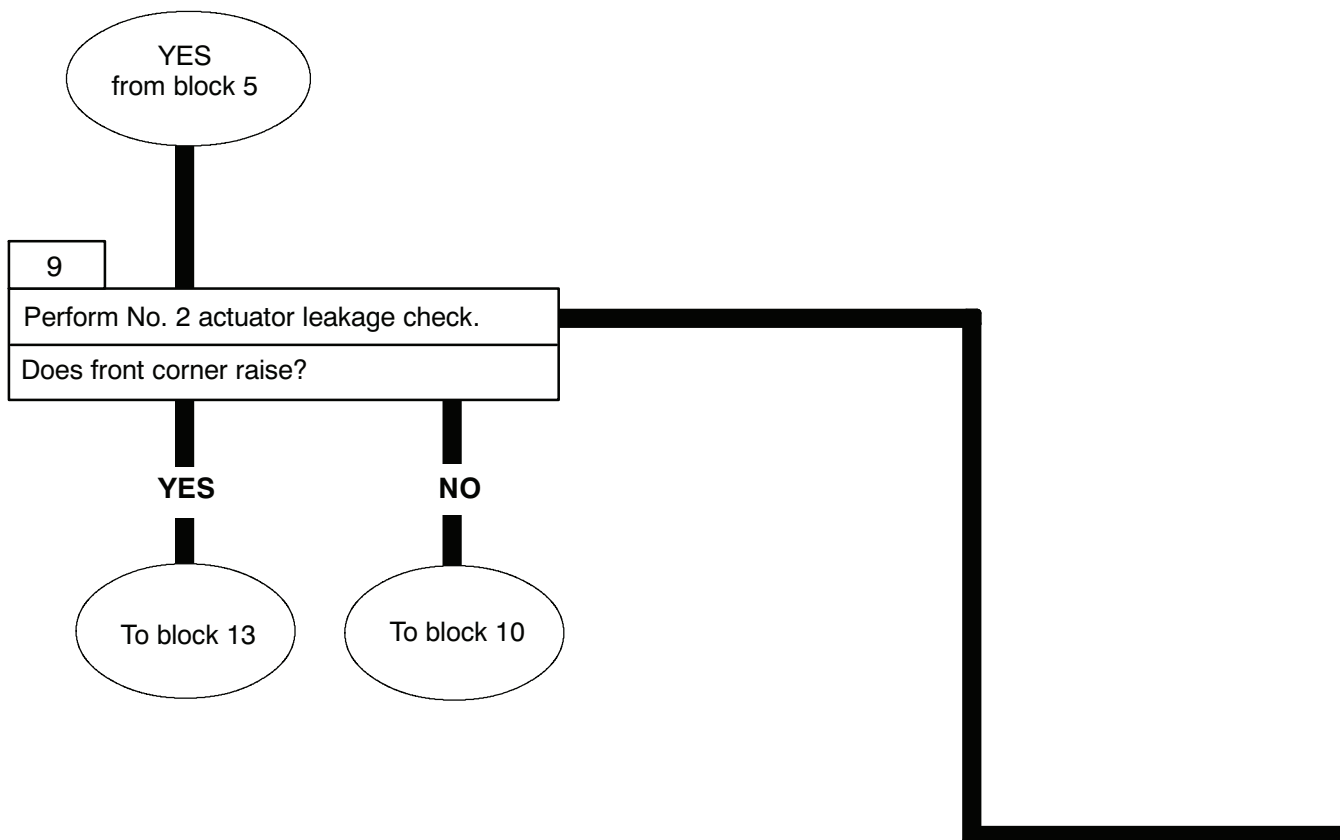 YES
from block 5
9
Perform No. 2 actuator leakage check.
Does front corner raise?
YES
NO
To block 13
To block 10